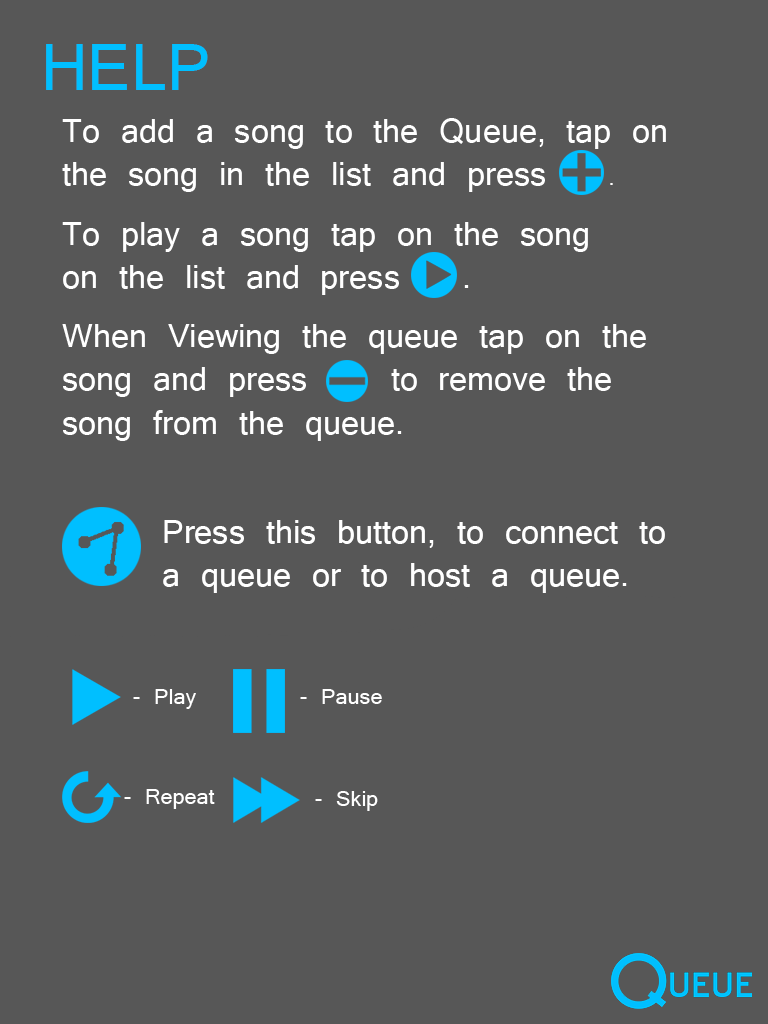 HELP
To add a song to the Queue, tap on
the song in the list and press .
To play a song tap on the song
on the list and press .
When Viewing the queue tap on the
song and press to remove the
song from the queue.
Press this button, to connect to
a queue or to host a queue.
- Play - Pause
- Repeat - Skip
QUEUE